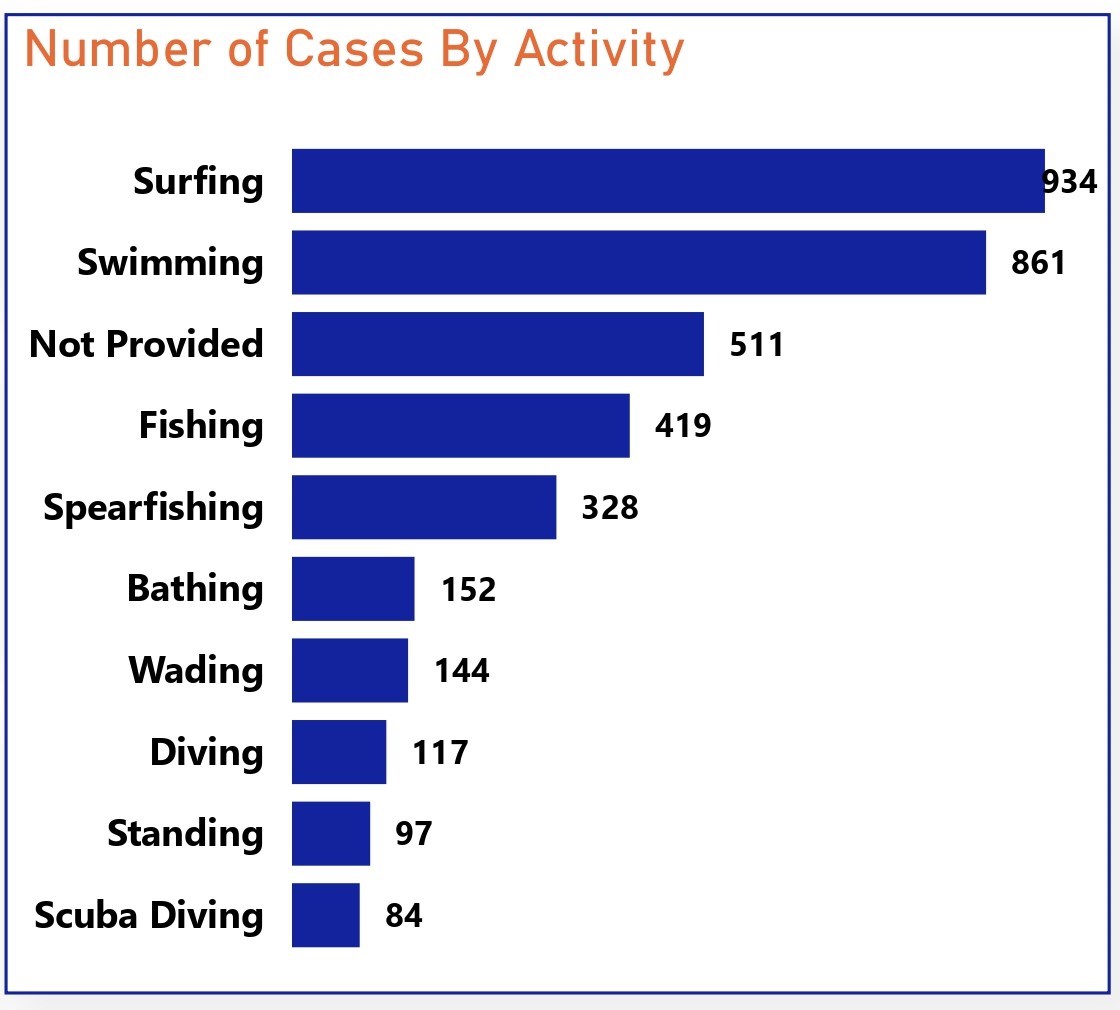 Number of Cases By Activity
Surfing 934
Swimming 861
Not Provided 511
Fishing 419
Spearfishing 328
Bathing 152
Wading 144
Diving 117
Standing 97
Scuba Diving 84